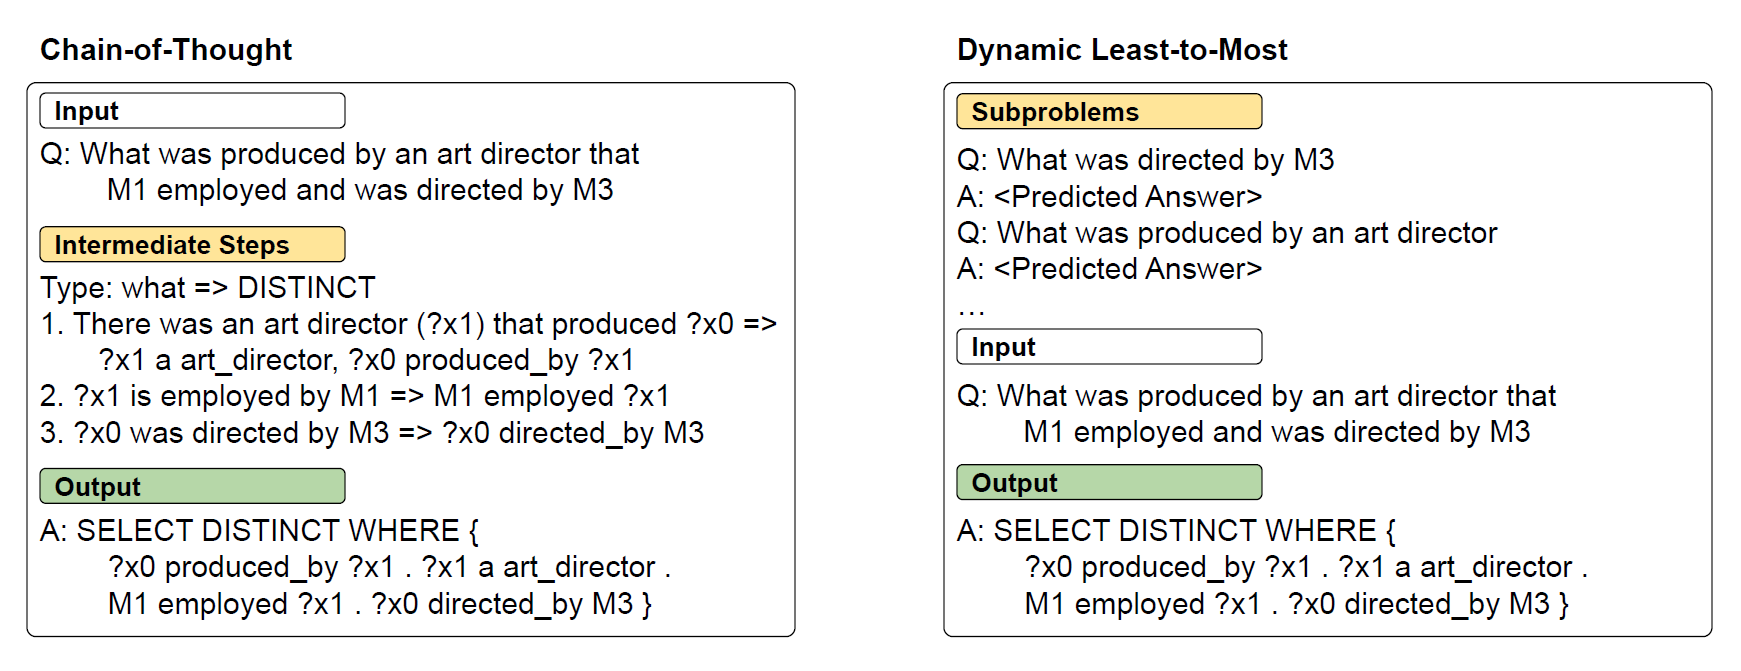 Chain-of-Thought
Input
Q: What was produced by an art director that
M1 employed and was directed by M3
Intermediate Steps
Type: what => DISTINCT
1. There was an art director (?x1) that produced ?x0 =>
?x1 a art_director, ?x0 produced_by ?x1
2. ?x1 is employed by M1 => M1 employed ?x1
3. ?x0 was directed by M3 => ?x0 directed_by M3
Output
A: SELECT DISTINCT WHERE {
?x0 produced_by ?x1 . ?x1 a art_director .
M1 employed ?x1 . ?x0 directed_by M3 }
Dynamic Least-to-Most
Subproblems
Q: What was directed by M3
A: <Predicted Answer>
Q: What was produced by an art director
A: <Predicted Answer>
...
Input
Q: What was produced by an art director that
M1 employed and was directed by M3
Output
A: SELECT DISTINCT WHERE {
?x0 produced_by ?x1 . ?x1 a art_director .
M1 employed ?x1 . ?x0 directed_by M3 }